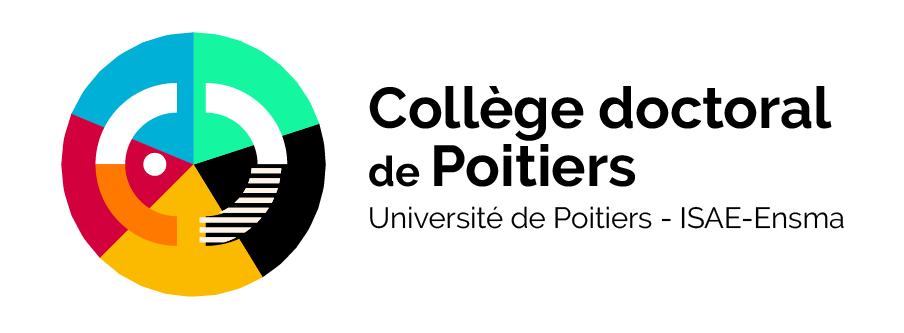 Collège doctoral
de Poitiers
Université de Poitiers - ISAE-Ensma